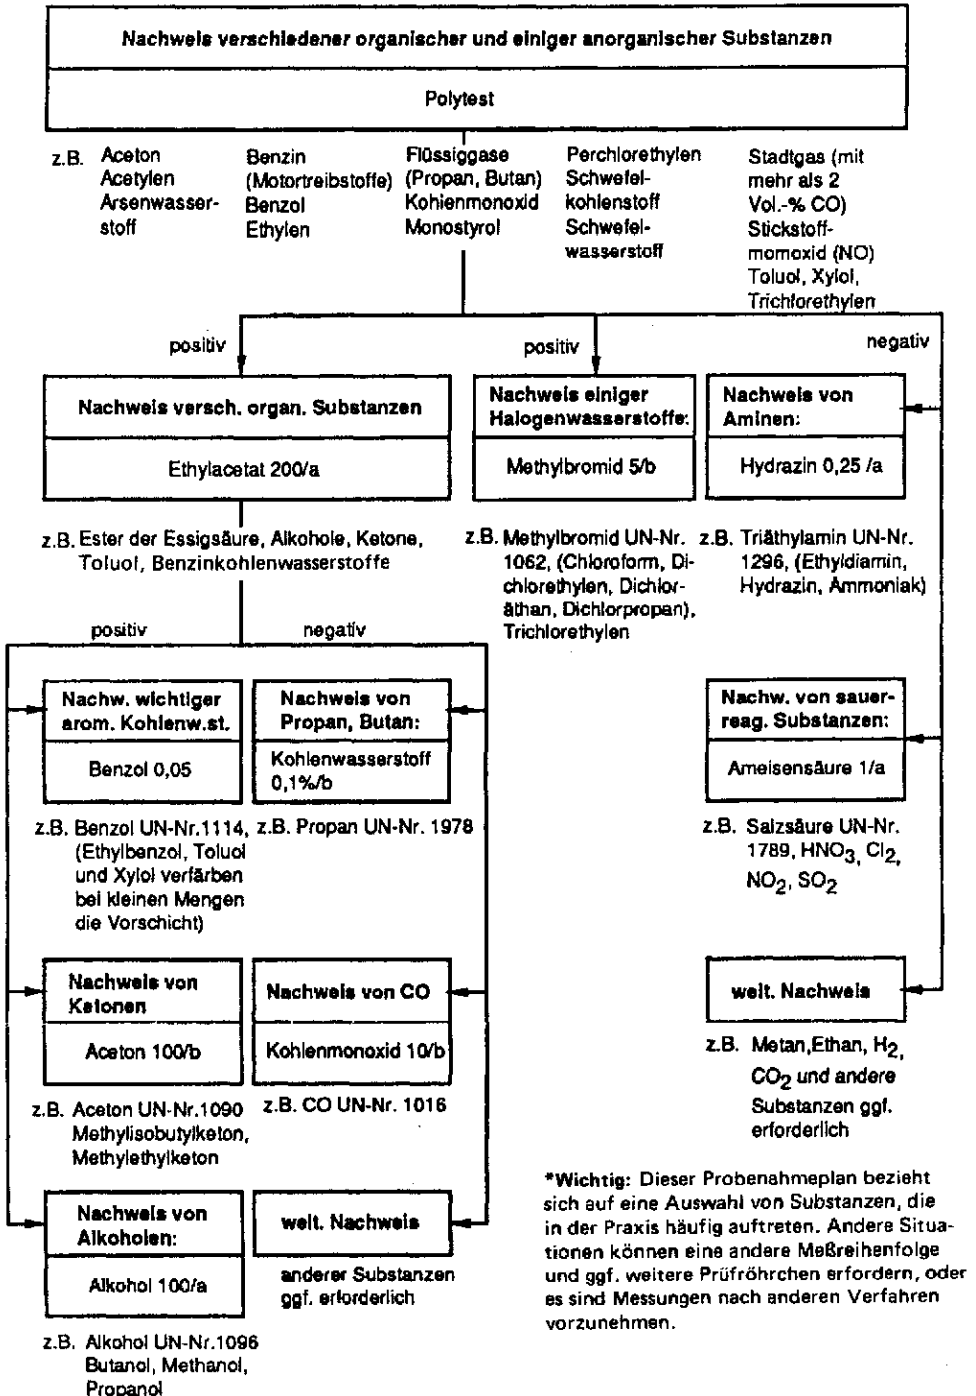 Nachweis verschiedener organischer und einiger anorganischer Substanzen
Polytest
z.B. Aceton
Acetylen
Arsenwasser-
stoff
Benzin
(Motortreibstoffe)
Benzol
Ethylen
Flüssiggase
(Propan, Butan)
Kohlenmonoxid
Monostyrol
Perchlorethylen
Schwefel-
kohlenstoff
Schwefel-
wasserstoff
Stadtgas (mit
mehr als 2
Vol.-% CO)
Stickstoff-
momoxid (NO)
Toluol, Xylol,
Trichlorethylen
positiv
positiv
negativ
Nachweis versch. organ. Substanzen
Ethylacetat 200/a
z.B. Ester der Essigsäure, Alkohole, Ketone,
Toluol, Benzinkohlenwasserstoffe
Nachweis einiger
Halogenwasserstoffe:
Methylbromid 5/b
z.B. Methylbromid UN-Nr.
1062, (Chloroform, Di-
chlorethylen, Dichlor-
äthan, Dichlorpropan),
Trichlorethylen
Nachweis von
Aminen:
Hydrazin 0,25 /a
z.B. Triäthylamin UN-Nr.
1296, (Ethyldiamin,
Hydrazin, Ammoniak)
positiv
negativ
Nachw. wichtiger
arom. Kohlenw.st.
Benzol 0,05
z.B. Benzol UN-Nr.1114,
(Ethylbenzol, Toluol
und Xylol verfärben
bei kleinen Mengen
die Vorschicht)
Nachweis von
Propan, Butan:
Kohlenwasserstoff
0,1%/b
z.B. Propan UN-Nr. 1978
Nachw. von sauer-
reag. Substanzen:
Ameisensäure 1/a
z.B. Salzsäure UN-Nr.
1789, HNO3, Cl2,
NO2, SO2
Nachweis von
Ketonen
Aceton 100/b
z.B. Aceton UN-Nr.1090
Methylisobutylketon,
Methylethylketon
Nachweis von CO
Kohlenmonoxid 10/b
z.B. CO UN-Nr. 1016
weit. Nachweis
z.B. Metan,Ethan, H2,
CO2 und andere
Substanzen ggf.
erforderlich
Nachweis von
Alkoholen:
Alkohol 100/a
z.B. Alkohol UN-Nr.1096
Butanol, Methanol,
Propanol
weit. Nachweis
anderer Substanzen
ggf. erforderlich
*Wichtig: Dieser Probenahmeplan bezieht
sich auf eine Auswahl von Substanzen, die
in der Praxis häufig auftreten. Andere Situa-
tionen können eine andere Meßreihenfolge
und ggf. weitere Prüfröhrchen erfordern, oder
es sind Messungen nach anderen Verfahren
vorzunehmen.